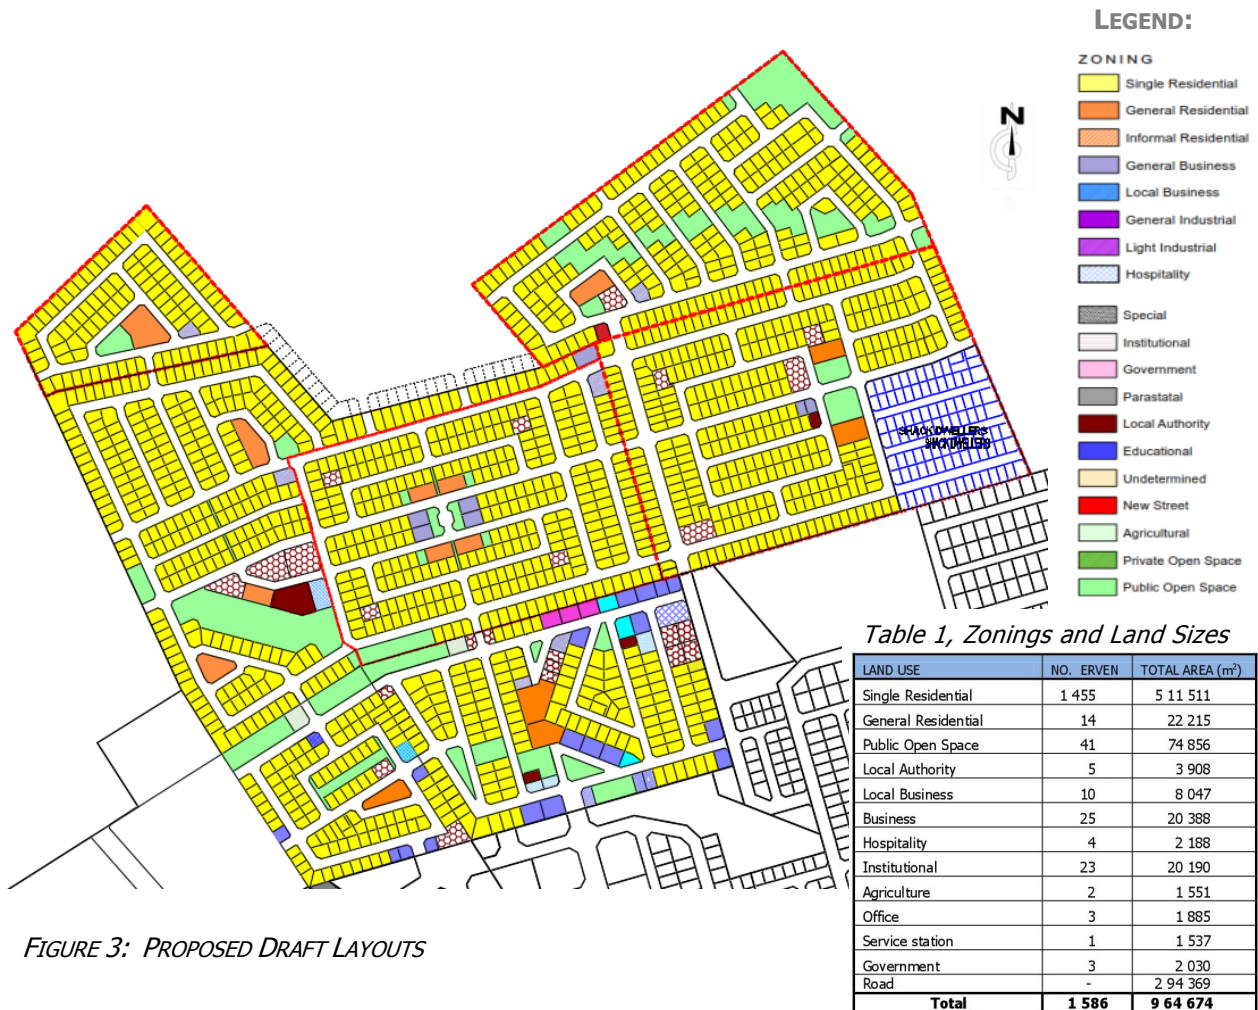 LEGEND:
ZONING
Single Residential
General Residential
Informal Residential
General Business
Local Business
General Industrial
Light Industrial
Hospitality
Special
Institutional
Government
Parastatal
Local Authority
Educational
Undetermined
New Street
Agricultural
Private Open Space
Public Open Space
N
SHACK DWELLERS
SHACK DWELLERS
Table 1, Zonings and Land Sizes
LAND USE NO. ERVEN TOTAL AREA (m²)
Single Residential 1 455 5 11 511
General Residential 14 22 215
Public Open Space 41 74 856
Local Authority 5 3 908
Local Business 10 8 047
Business 25 20 388
Hospitality 4 2 188
Institutional 23 20 190
Agriculture 2 1 551
Office 3 1 885
Service station 1 1 537
Government 3 2 030
Road - 2 94 369
Total 1 586 9 64 674
FIGURE 3: PROPOSED DRAFT LAYOUTS